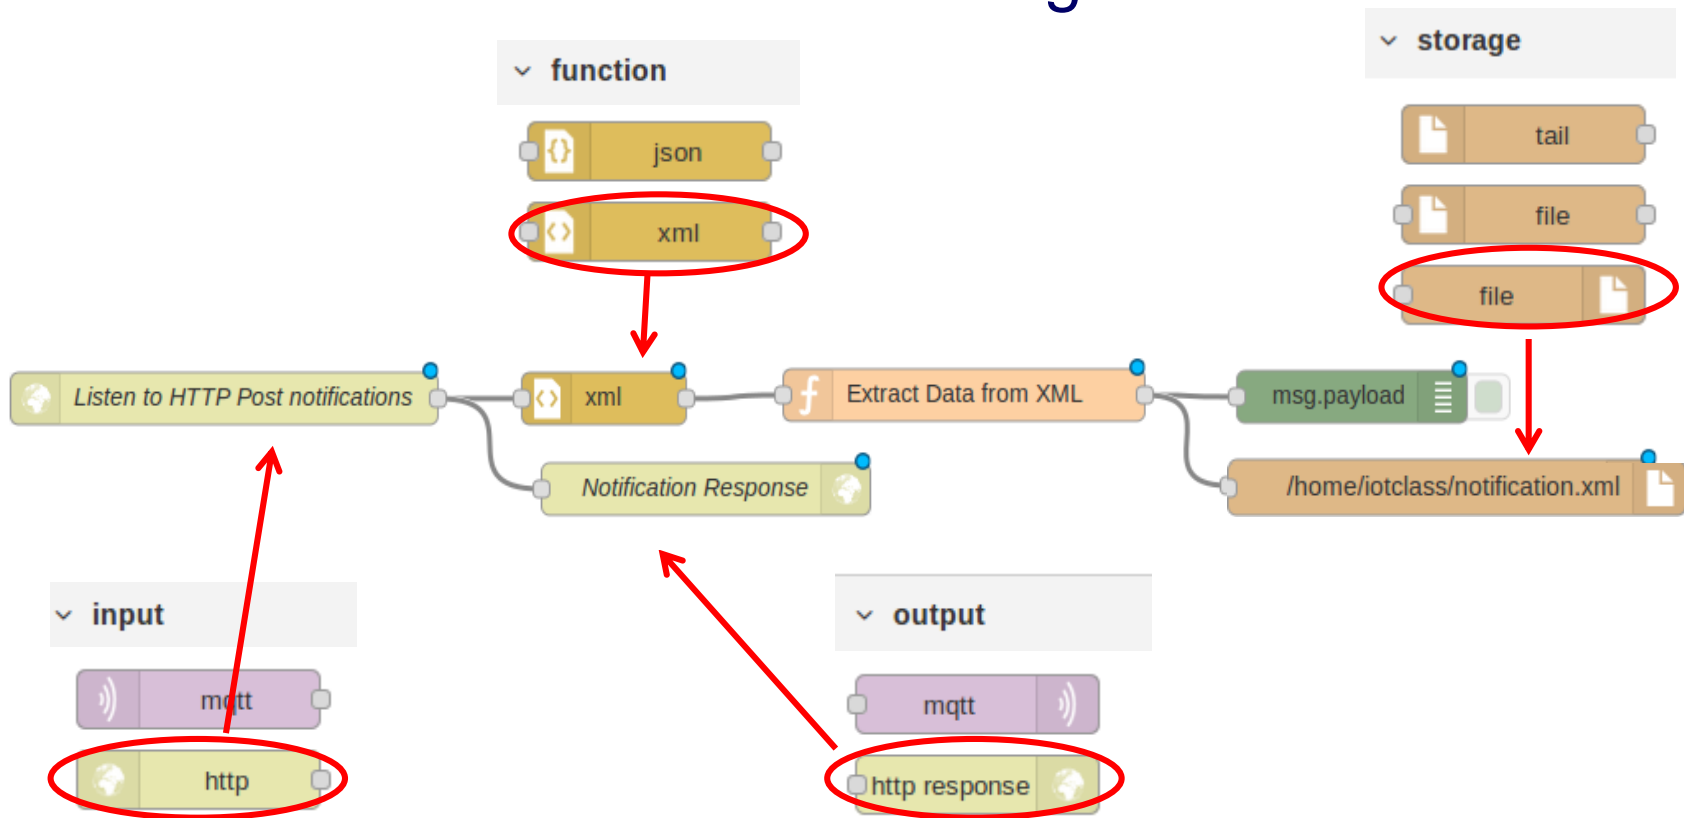 function
storage
json
xml
tail
file
file
Listen to HTTP Post notifications
xml
Extract Data from XML
msg.payload
Notification Response
/home/iotclass/notification.xml
input
output
mqtt
http
mqtt
http response